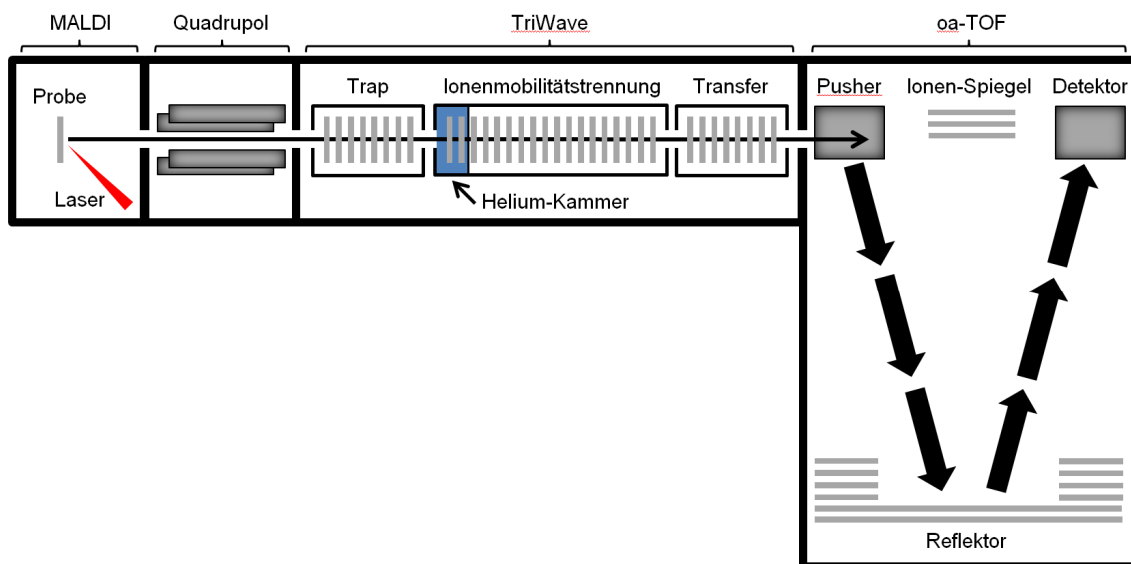 MALDI
Quadrupol
TriWave
oa-TOF
Probe
Laser
Trap
Ionenmobilitätstrennung
Transfer
Helium-Kammer
Pusher
Ionen-Spiegel
Detektor
Reflektor